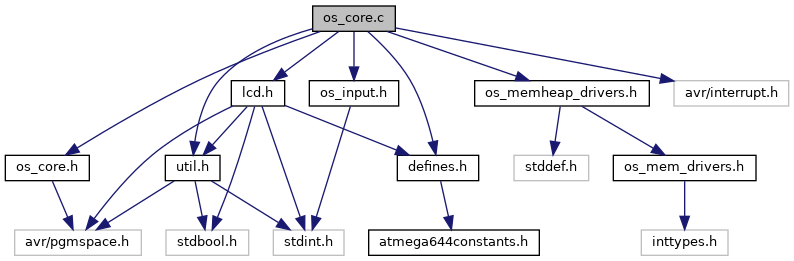 os_core.c
lcd.h
os_input.h
os_memheap_drivers.h
avr/interrupt.h
os_core.h
util.h
defines.h
stddef.h
os_mem_drivers.h
avr/pgmspace.h
stdbool.h
stdint.h
atmega644constants.h
inttypes.h